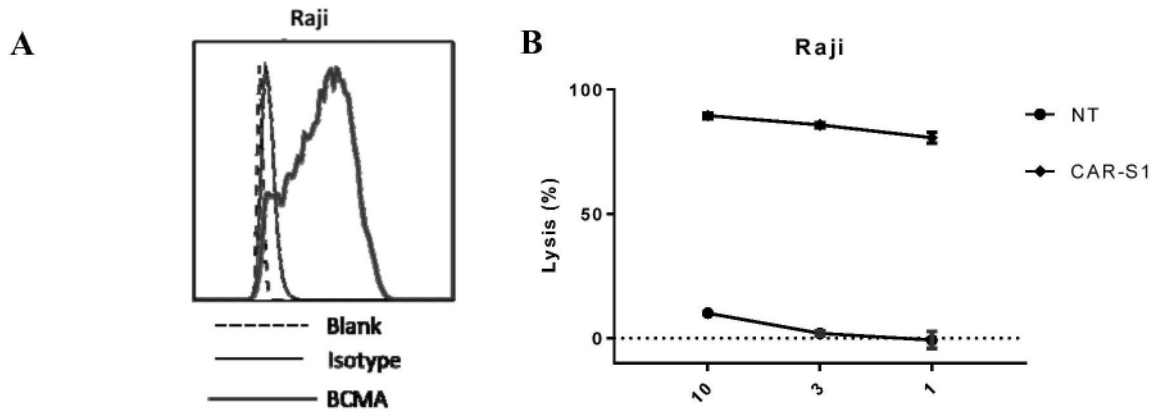 A
Raji
Blank
Isotype
BCMA
B
Raji
100
50
0
Lysis (%)
10
3
1
NT
CAR-S1